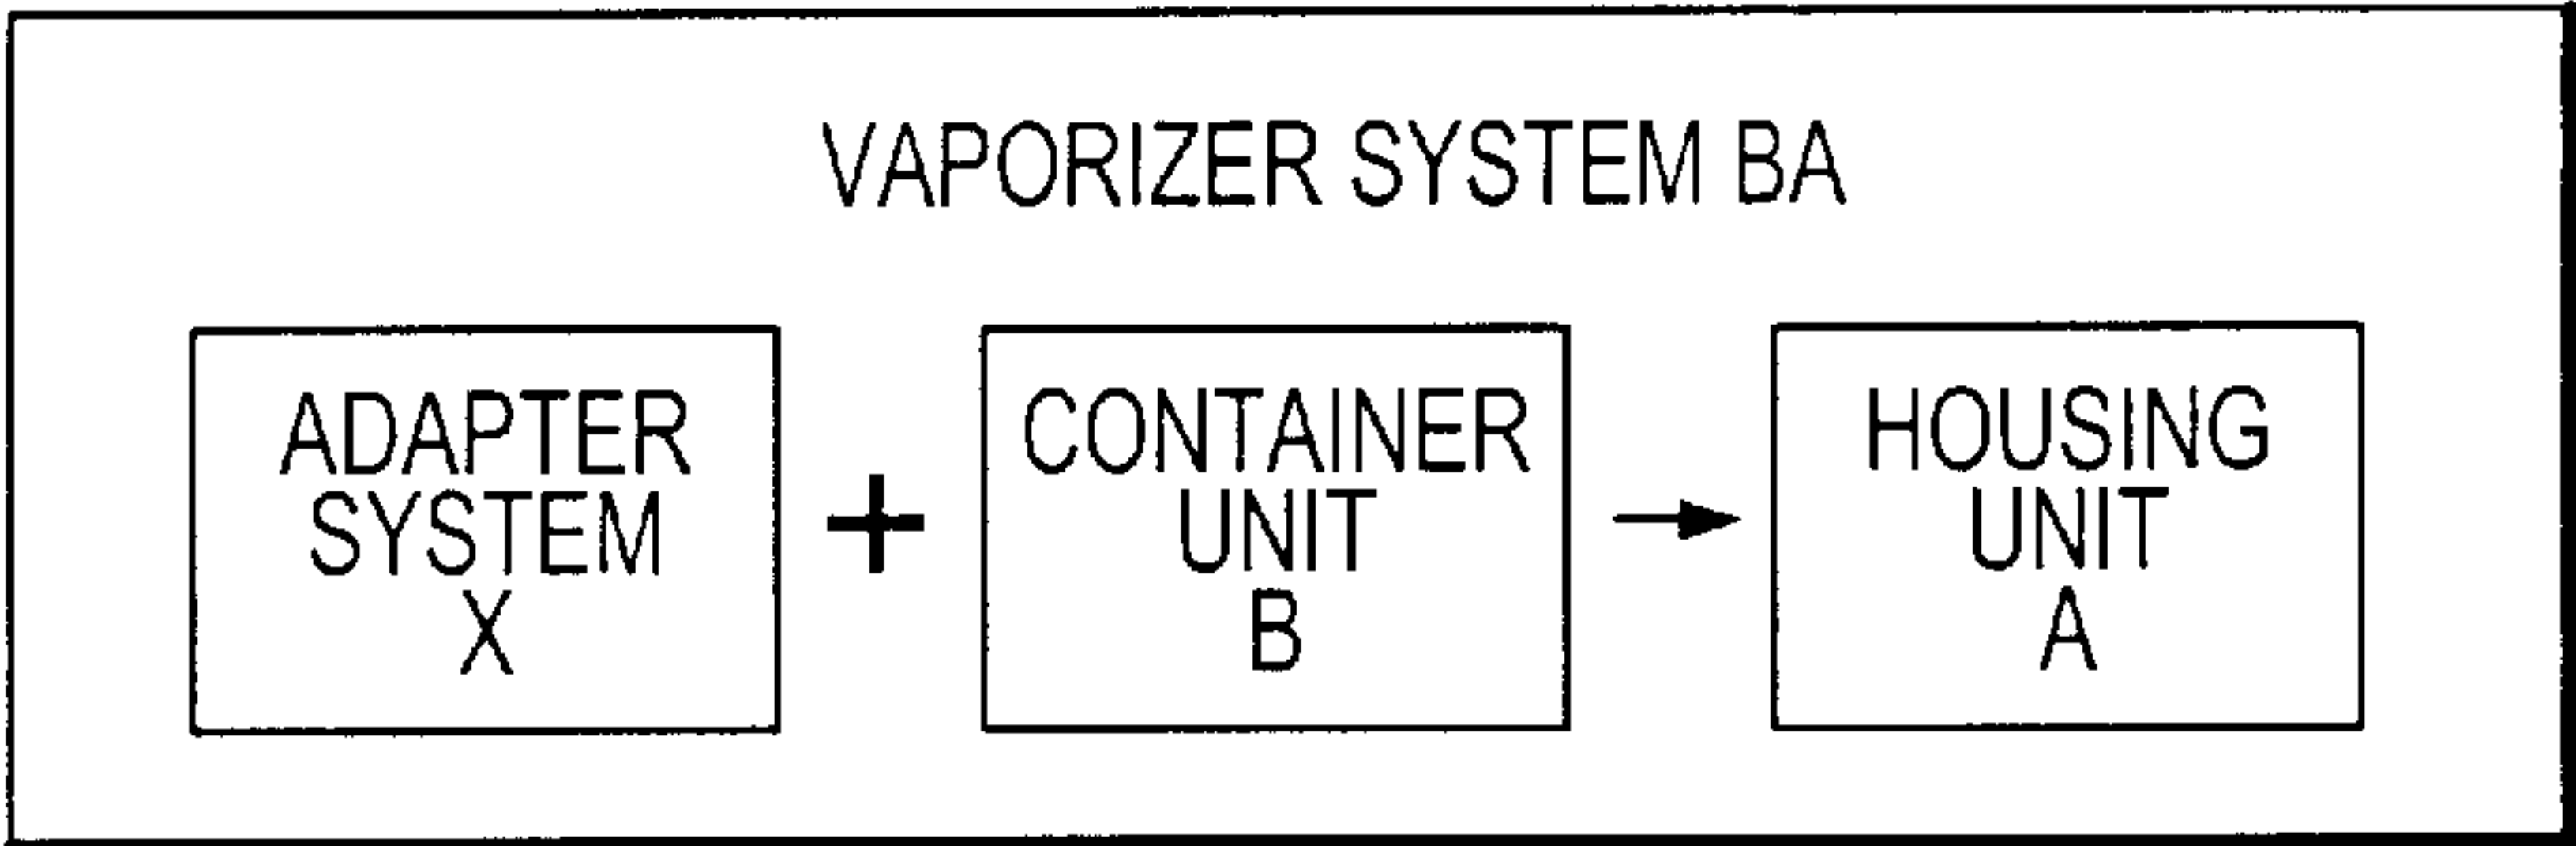 VAPORIZER SYSTEM BA
ADAPTER
SYSTEM
X
+
CONTAINER
UNIT
B
HOUSING
UNIT
A